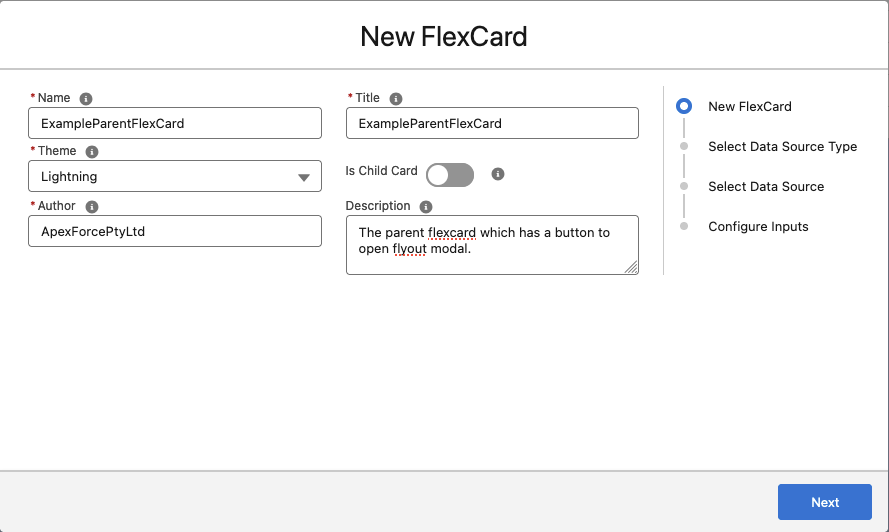 New FlexCard
* Name
ExampleParentFlexCard
* Title
ExampleParentFlexCard
* Theme
Lightning
Is Child Card
* Author
ApexForcePtyLtd
Description
The parent flexcard which has a button to
open flyout modal.
New FlexCard
Select Data Source Type
Select Data Source
Configure Inputs
Next